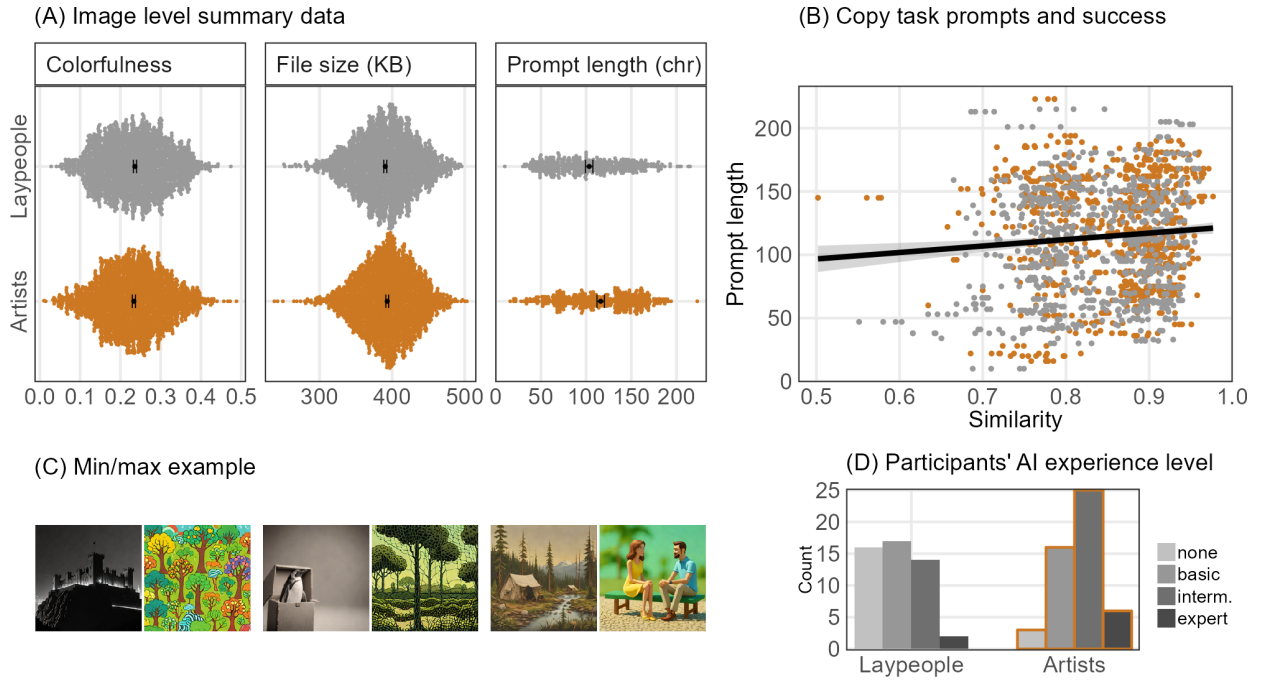 (A) Image level summary data
Colorfulness
File size (KB)
Prompt length (chr)
Laypeople
Artists
0.0 0.1 0.2 0.3 0.4 0.5
300 400 500
0 50 100 150 200
(B) Copy task prompts and success
Prompt length
200
150
100
50
0
0.5 0.6 0.7 0.8 0.9 1.0
Similarity
(C) Min/max example
(D) Participants' AI experience level
Count
25
20
15
10
5
0
Laypeople Artists
none
basic
interm.
expert